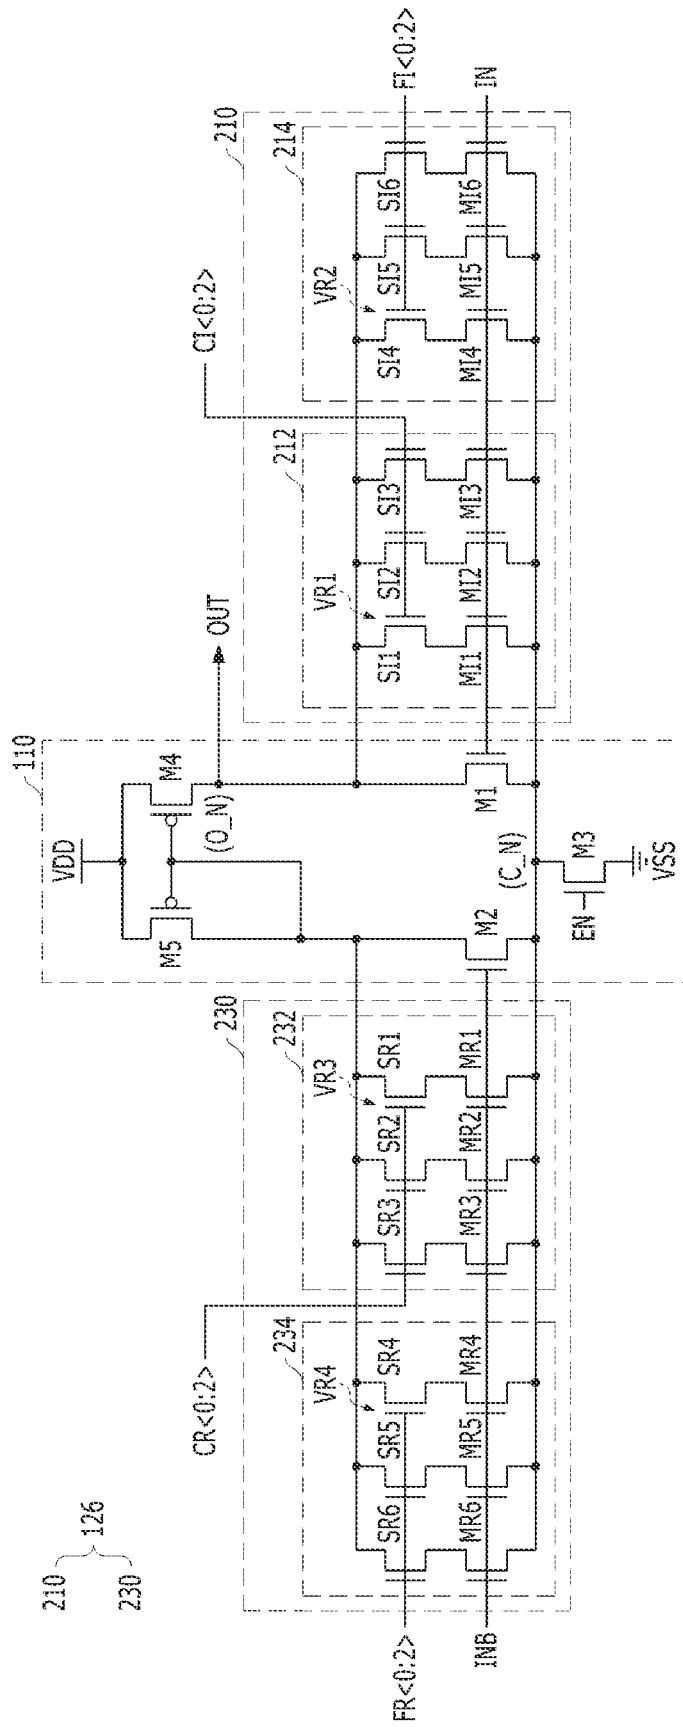 210
230
126
110
VDD
M5
M4
(O_N)
OUT
M2
M1
(C_N)
EN
M3
VSS
230
234
VR4
SR6
SR5
SR4
MR6
MR5
MR4
232
VR3
SR3
SR2
SR1
MR3
MR2
MR1
CR<0:2>
FR<0:2>
INB
210
212
VR1
SI1
SI2
SI3
MI1
MI2
MI3
214
VR2
SI4
SI5
SI6
MI4
MI5
MI6
CI<0:2>
FI<0:2>
IN